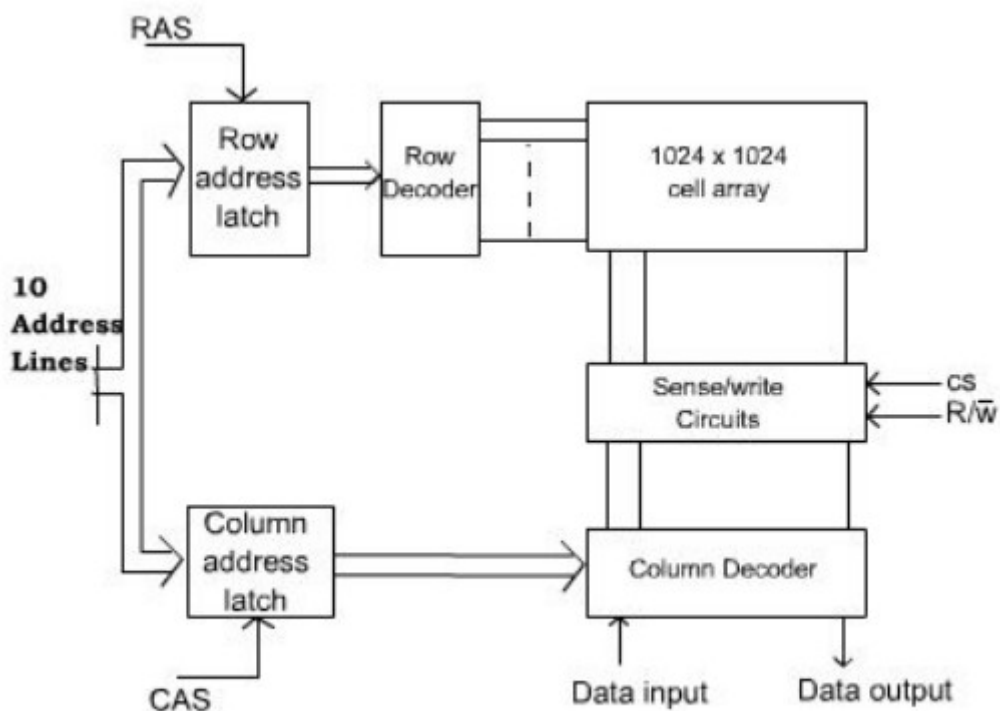 RAS
Row
address
latch
Row
Decoder
1024 x 1024
cell array
10
Address
Lines
Sense/write
Circuits
cs
R/w̅
Column
address
latch
Column Decoder
CAS
Data input
Data output